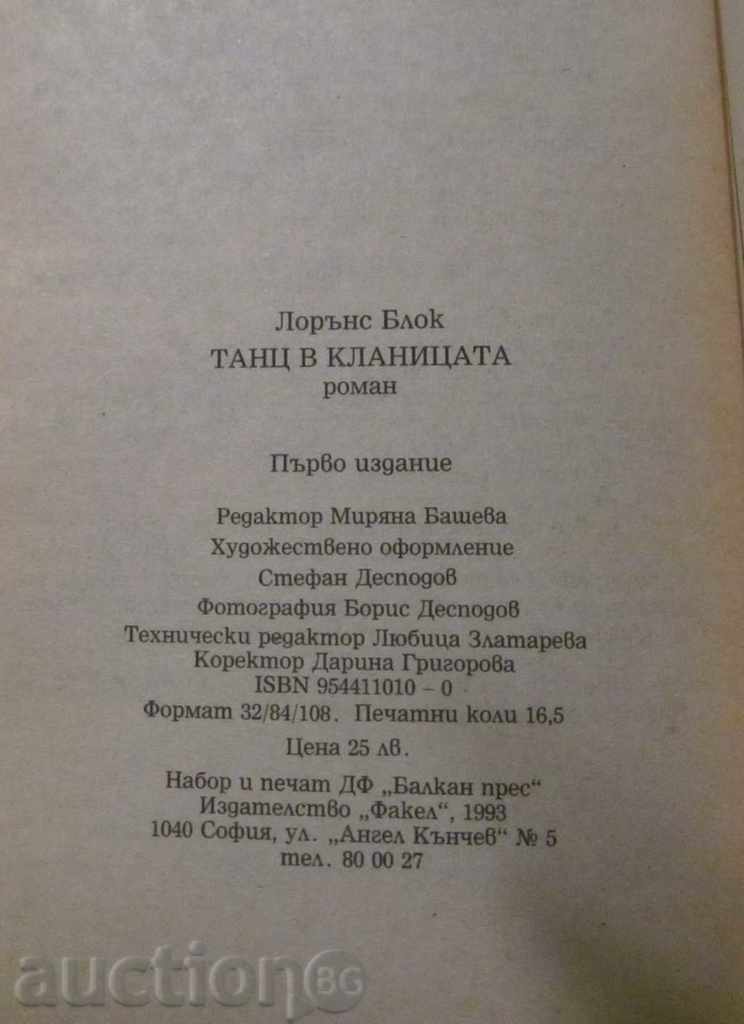 Лорънс Блок
ТАНЦ В КЛАНИЦАТА
роман
Първо издание
Редактор Миряна Башева
Художествено оформление
Стефан Десподов
Фотография Борис Десподов
Технически редактор Любица Златарева
Коректор Дарина Григорова
ISBN 954411010 – 0
Формат 32/84/108. Печатни коли 16,5
Цена 25 лв.
Набор и печат ДФ „Балкан прес“
Издателство „Факел“, 1993
1040 София, ул. „Ангел Кънчев“ № 5
тел. 80 00 27
auctionBG